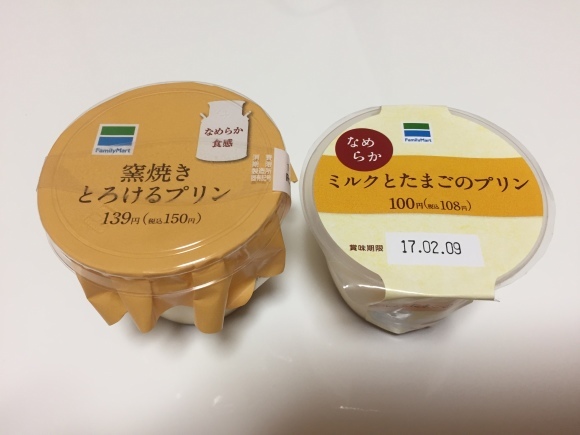 FamilyMart
なめらか
食感
窯焼き
とろけるプリン
139円(税込150円)
FamilyMart
なめ
らか
ミルクとたまごのプリン
100円(税込108円)
賞味期限 17.02.09